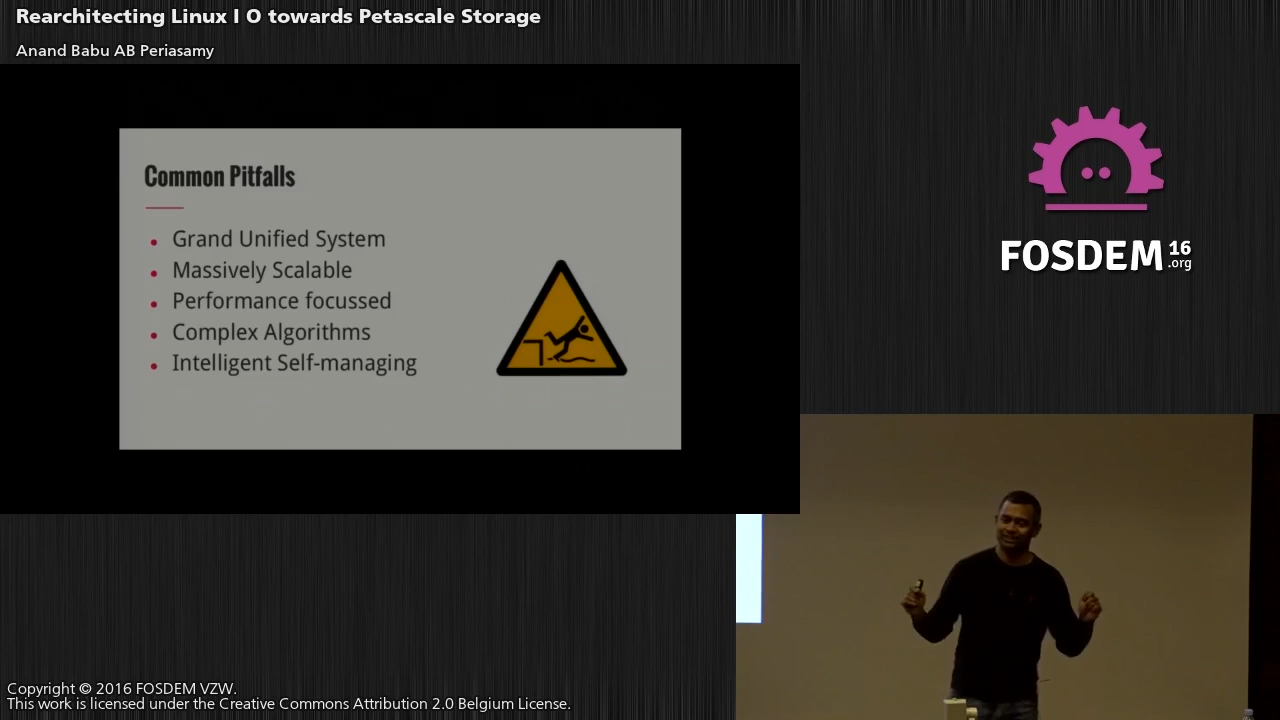 Rearchitecting Linux I O towards Petascale Storage
Anand Babu AB Periasamy
Common Pitfalls
Grand Unified System
Massively Scalable
Performance focussed
Complex Algorithms
Intelligent Self-managing
FOSDEM 16
.org
Copyright © 2016 FOSDEM VZW.
This work is licensed under the Creative Commons Attribution 2.0 Belgium License.